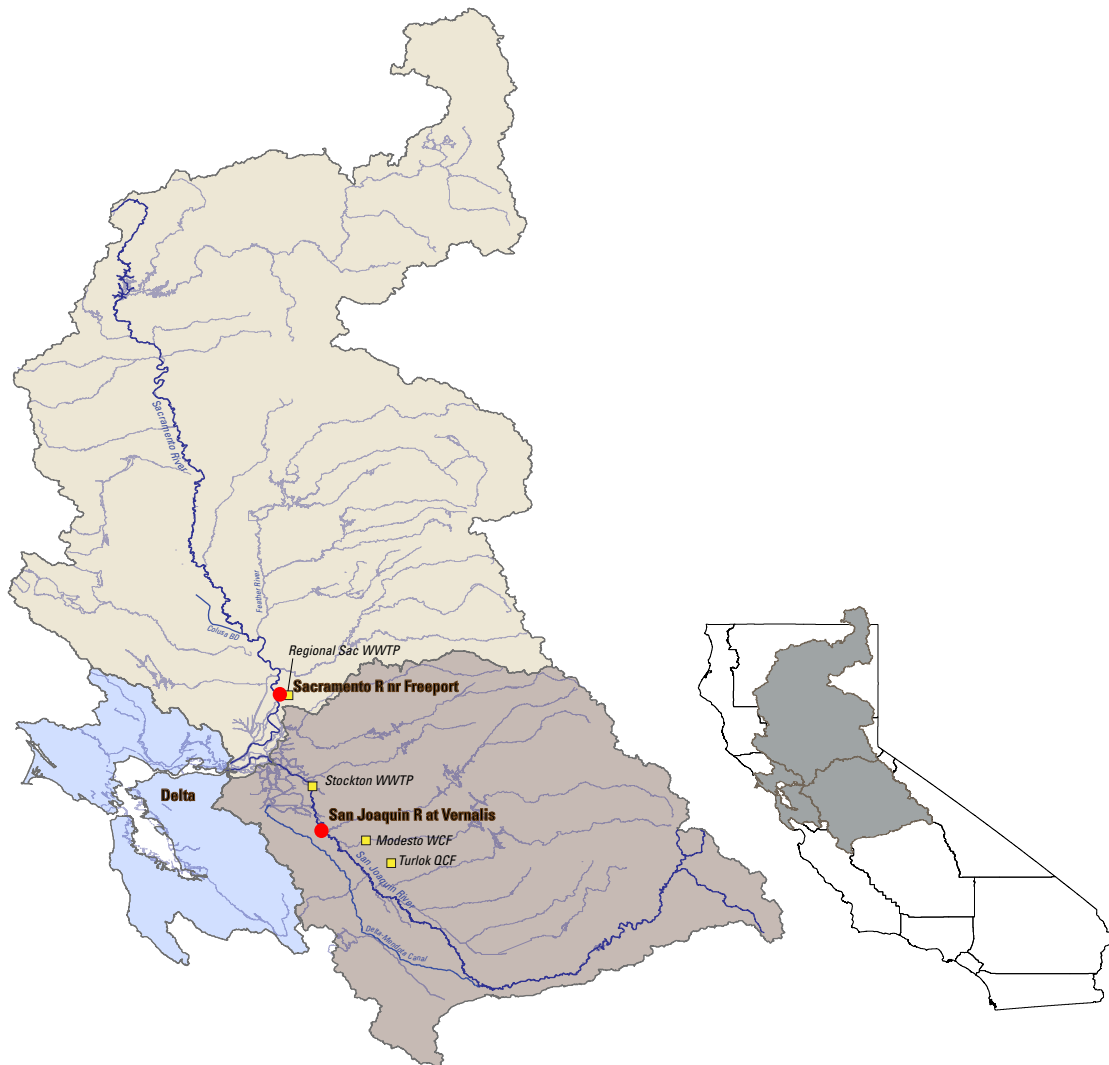 Sacramento River
Feather River
Colusa BD
Regional Sac WWTP
Sacramento R nr Freeport
Stockton WWTP
Delta
San Joaquin R at Vernalis
Modesto WCF
Turlok QCF
San Joaquin River
Delta-Mendota Canal